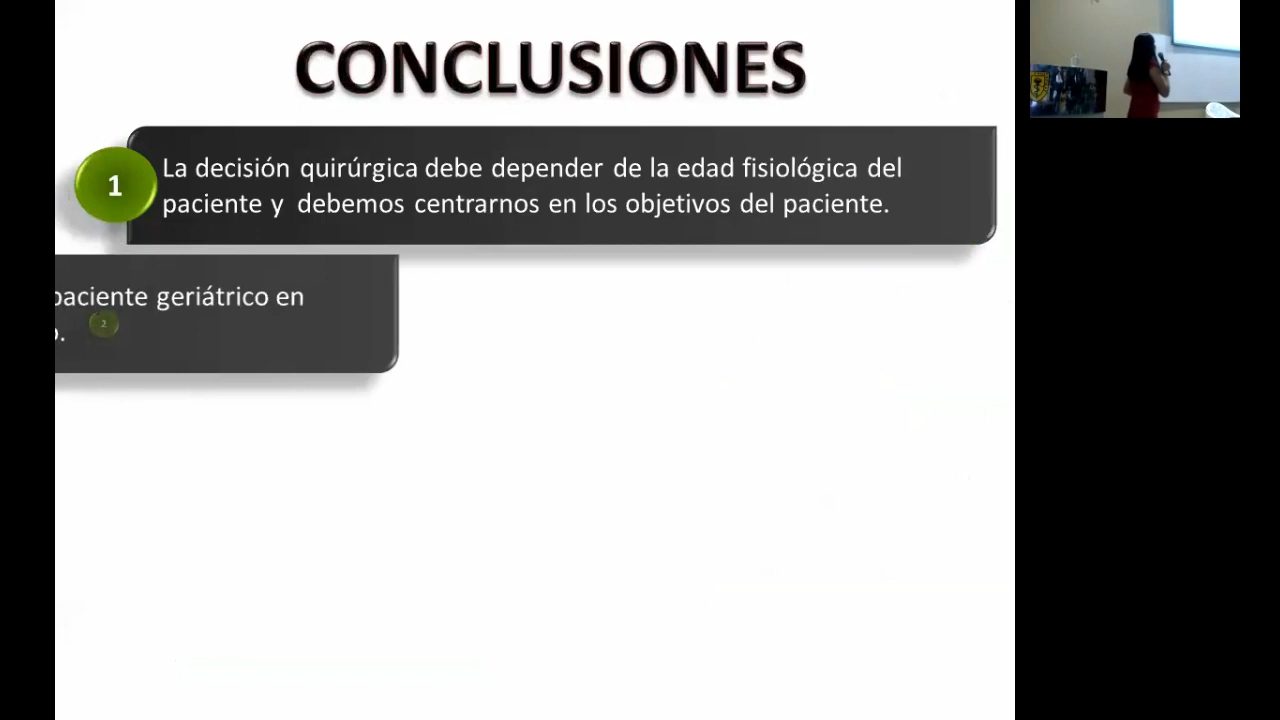 CONCLUSIONES
1
La decisión quirúrgica debe depender de la edad fisiológica del
paciente y debemos centrarnos en los objetivos del paciente.
paciente geriátrico en
2